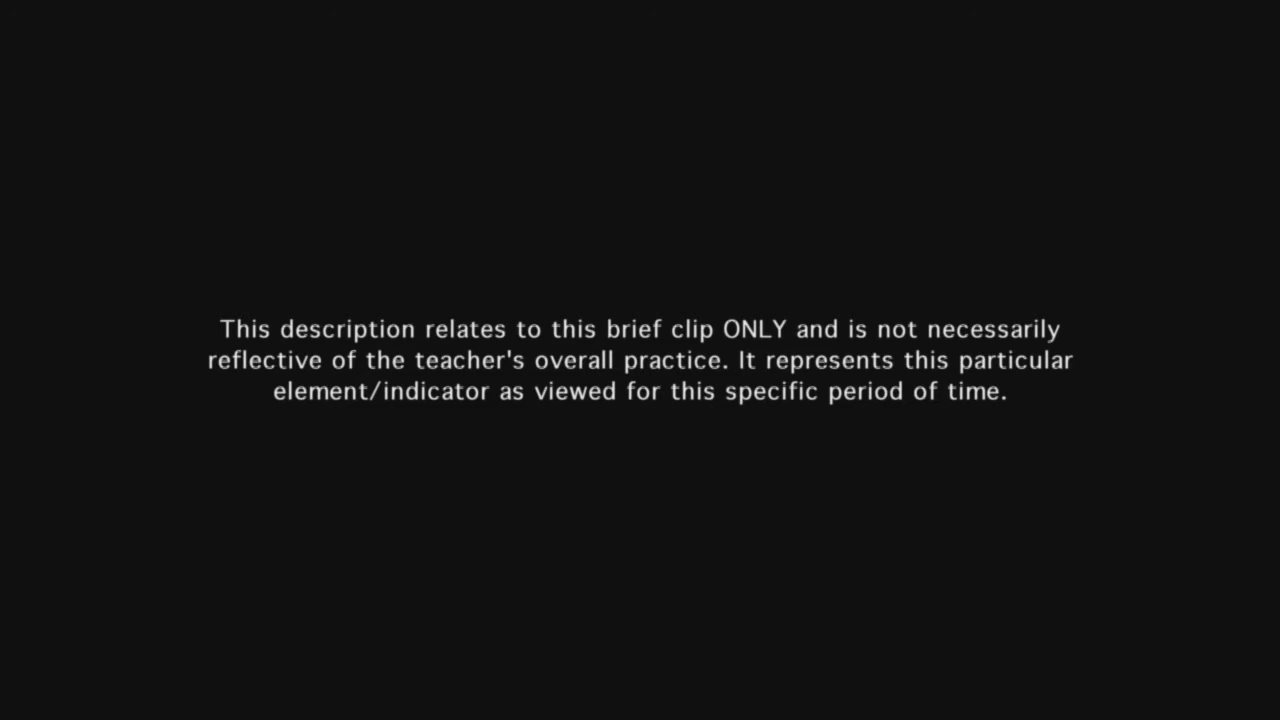 This description relates to this brief clip ONLY and is not necessarily
reflective of the teacher's overall practice. It represents this particular
element/indicator as viewed for this specific period of time.